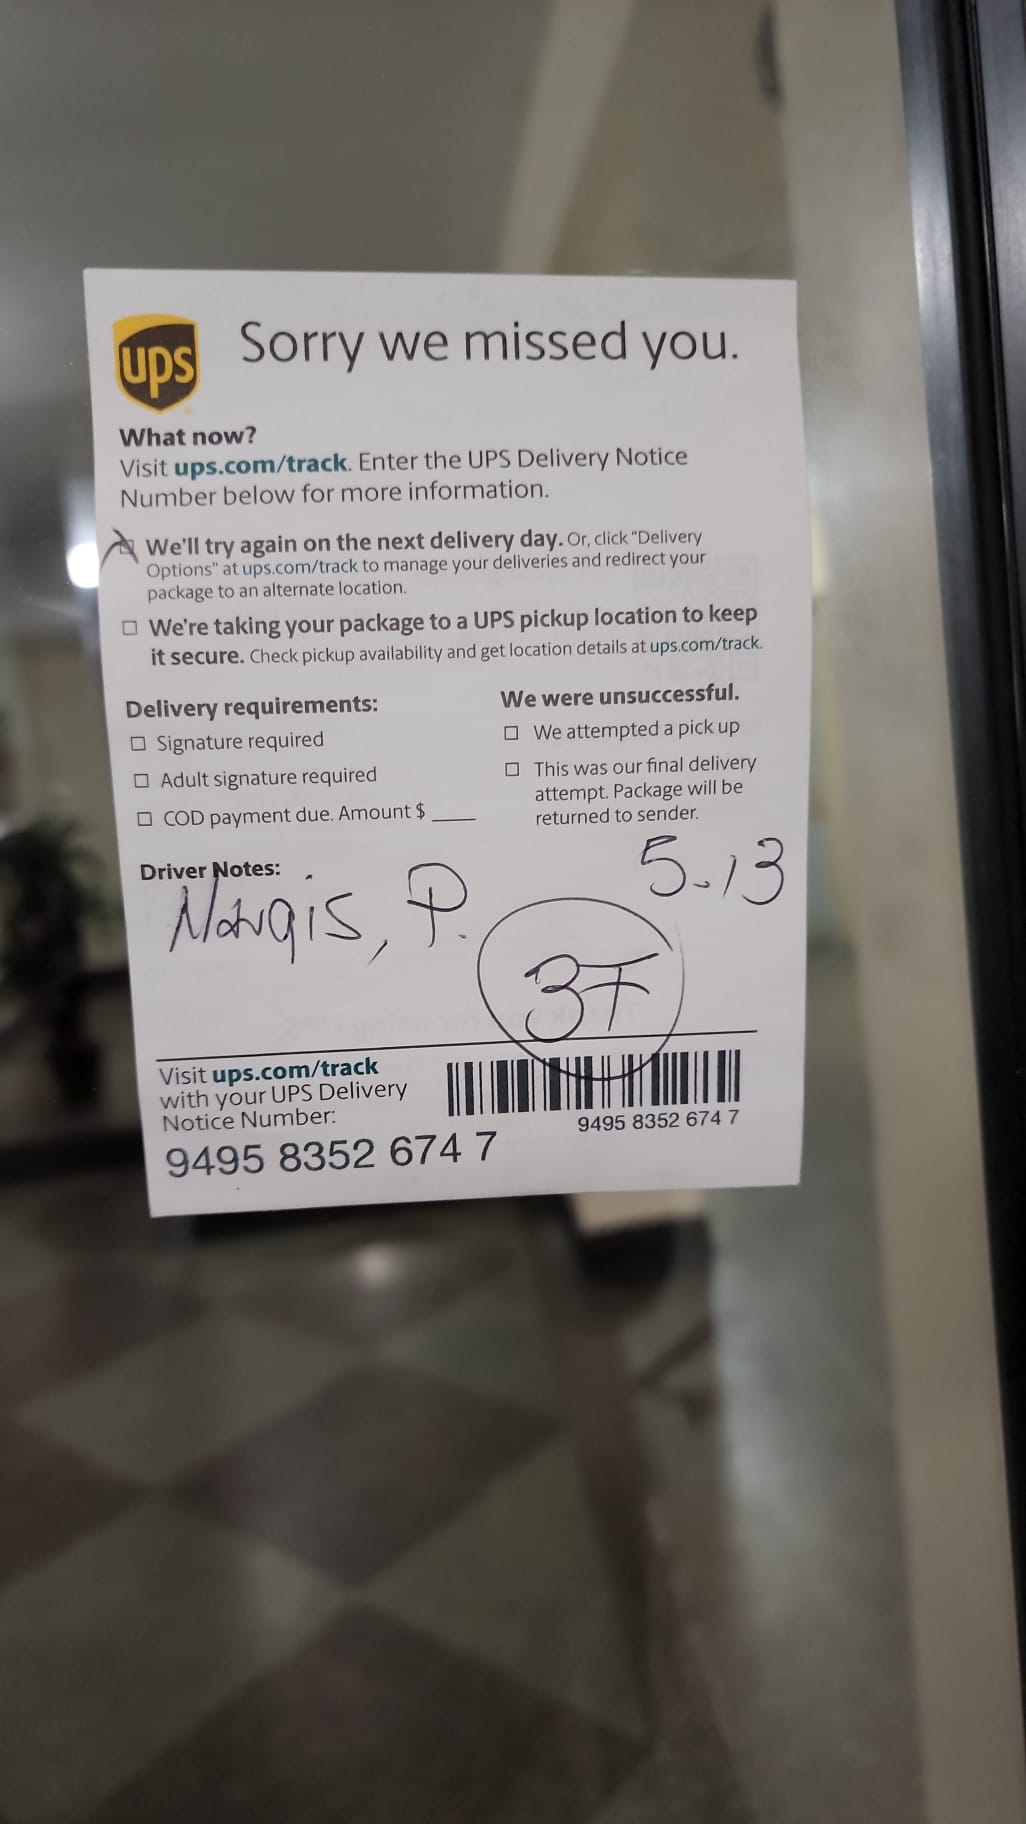 ups
Sorry we missed you.
What now?
Visit ups.com/track. Enter the UPS Delivery Notice
Number below for more information.
We'll try again on the next delivery day. Or, click "Delivery
Options" at ups.com/track to manage your deliveries and redirect your
package to an alternate location.
We're taking your package to a UPS pickup location to keep
it secure. Check pickup availability and get location details at ups.com/track.
Delivery requirements:
Signature required
Adult signature required
COD payment due. Amount $
We were unsuccessful.
We attempted a pick up
This was our final delivery
attempt. Package will be
returned to sender.
Driver Notes:
5.13
Nargis, P.
37
Visit ups.com/track
with your UPS Delivery
Notice Number:
9495 8352 674 7
9495 8352 674 7